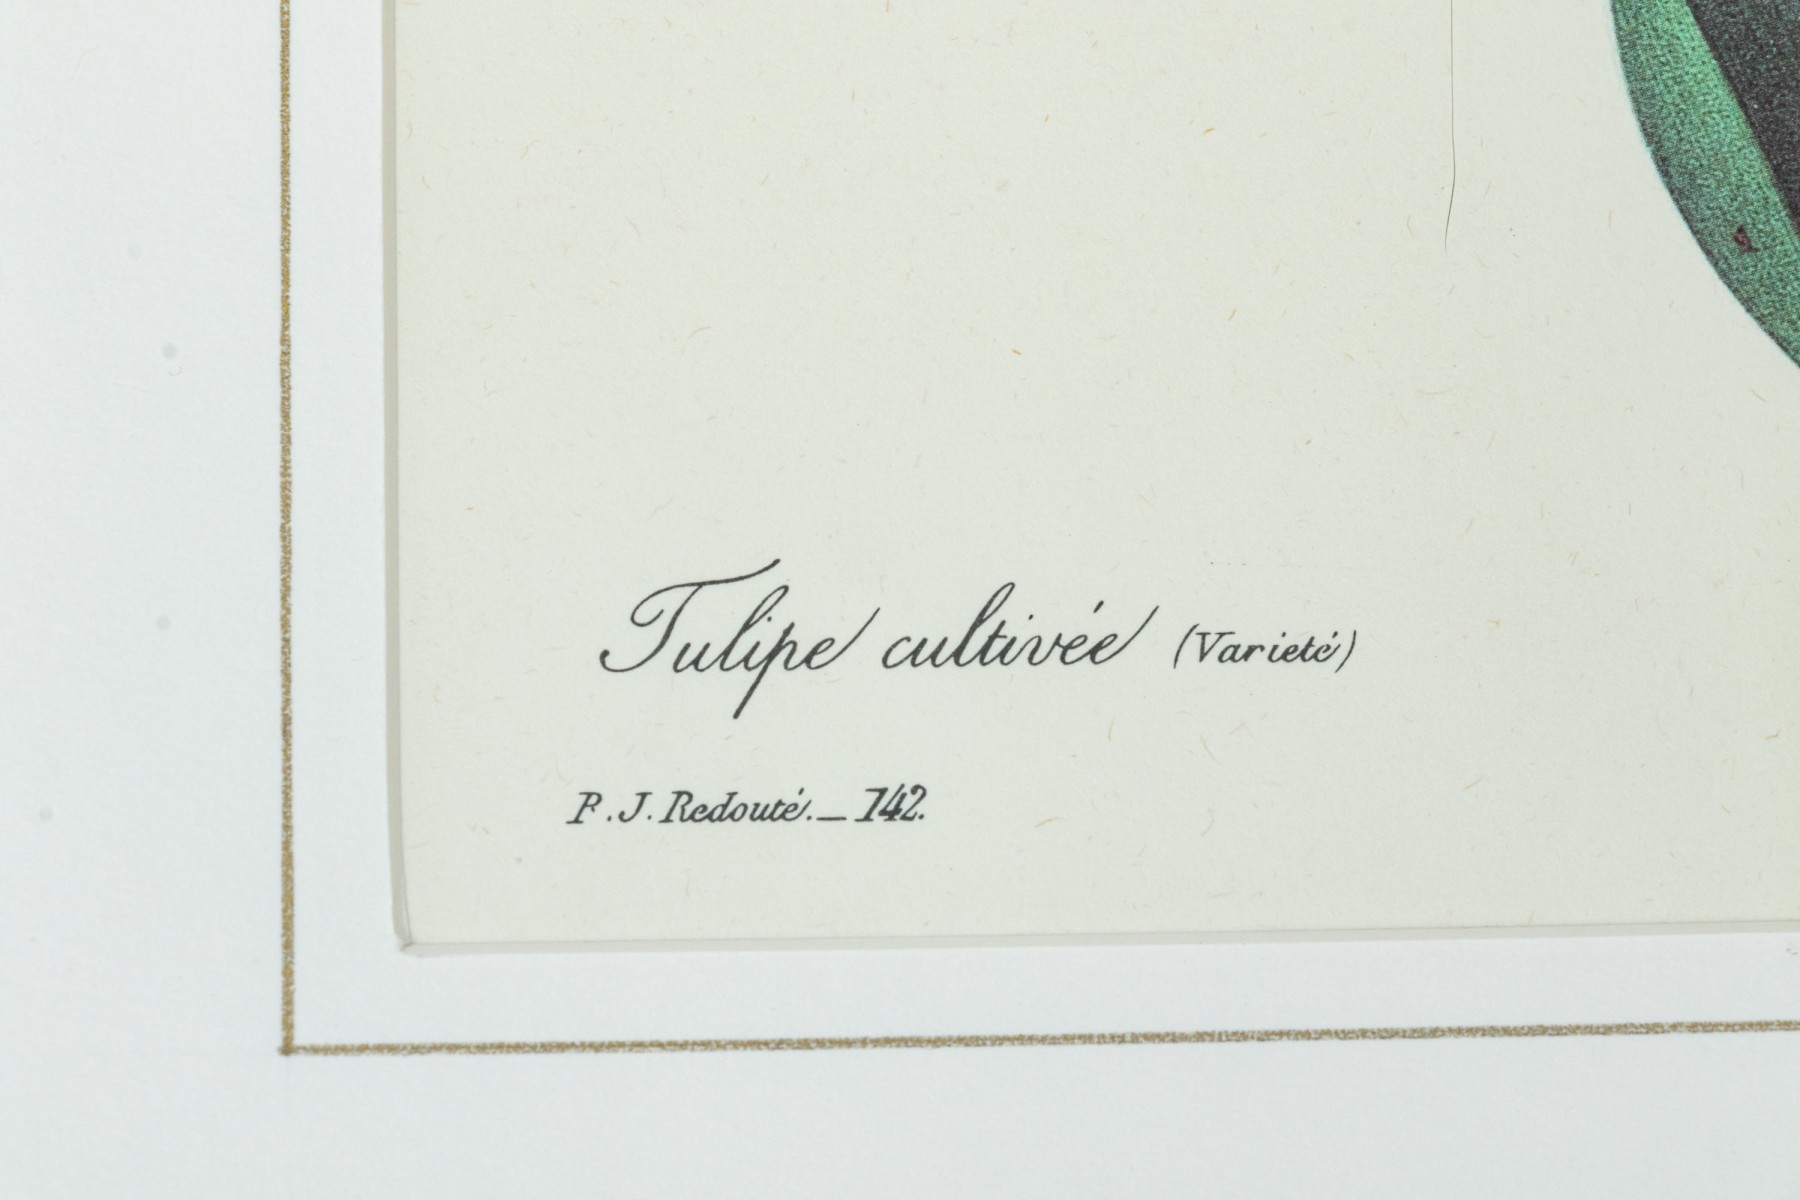 Tulipe cultivée (Varieté)
P. J. Redouté. _ 142.